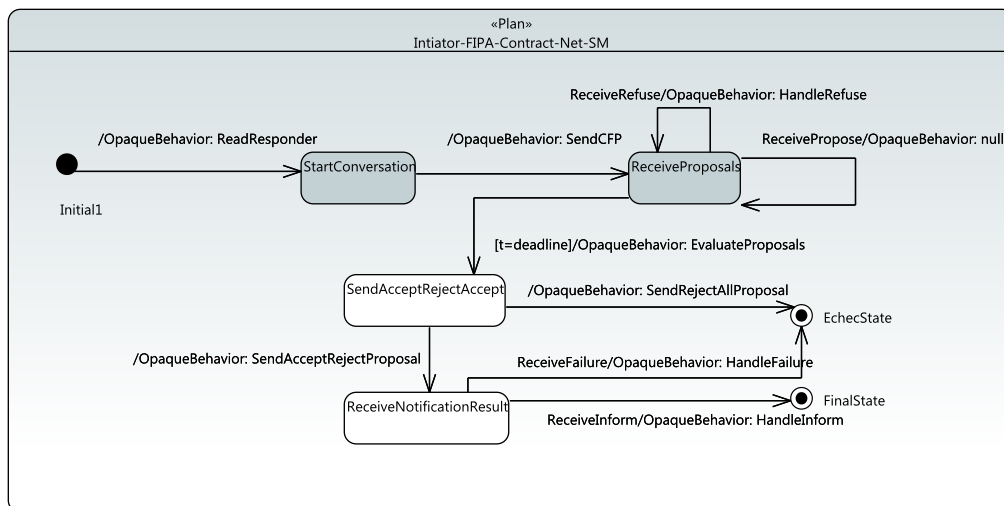 «Plan»
Intiator-FIPA-Contract-Net-SM
ReceiveRefuse/OpaqueBehavior: HandleRefuse
/OpaqueBehavior: ReadResponder
/OpaqueBehavior: SendCFP
ReceivePropose/OpaqueBehavior: null
StartConversation
ReceiveProposals
Initial1
[t=deadline]/OpaqueBehavior: EvaluateProposals
SendAcceptRejectAccept
/OpaqueBehavior: SendRejectAllProposal
EchecState
/OpaqueBehavior: SendAcceptRejectProposal
ReceiveFailure/OpaqueBehavior: HandleFailure
ReceiveNotificationResult
FinalState
ReceiveInform/OpaqueBehavior: HandleInform